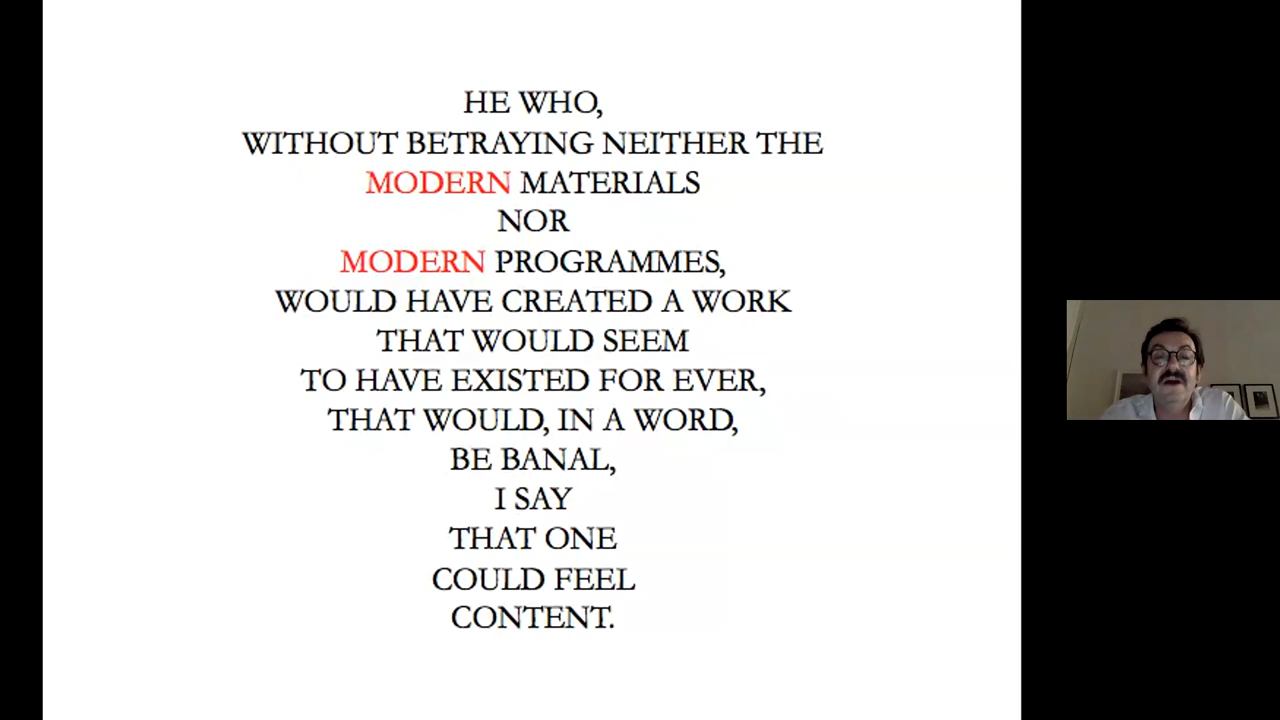 HE WHO,
WITHOUT BETRAYING NEITHER THE
MODERN MATERIALS
NOR
MODERN PROGRAMMES,
WOULD HAVE CREATED A WORK
THAT WOULD SEEM
TO HAVE EXISTED FOR EVER,
THAT WOULD, IN A WORD,
BE BANAL,
I SAY
THAT ONE
COULD FEEL
CONTENT.